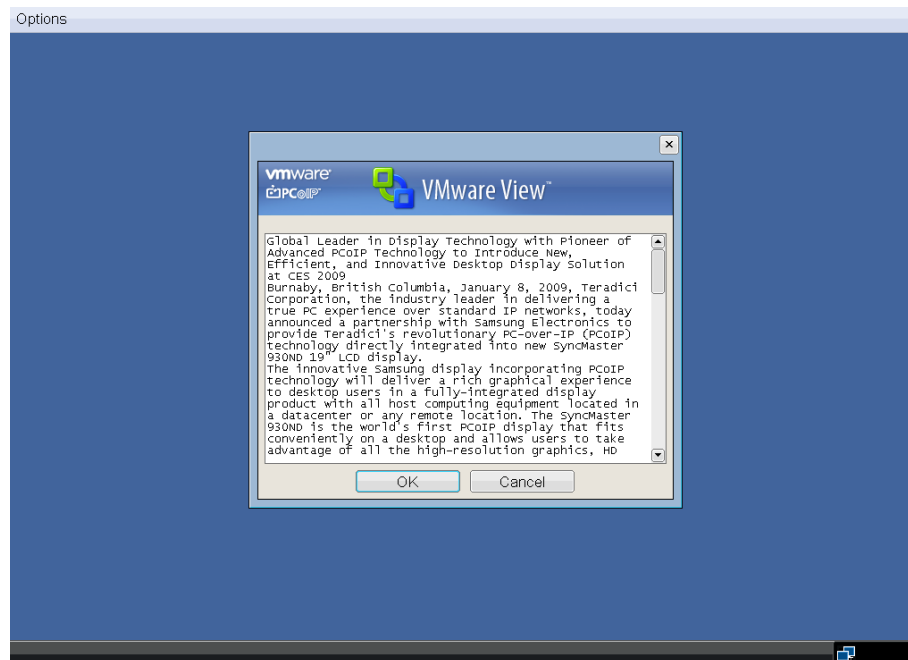 Options
vmware®
PCoIP®
VMware View™
Global Leader in Display Technology with Pioneer of
Advanced PCoIP Technology to Introduce New,
Efficient, and Innovative Desktop Display Solution
at CES 2009
Burnaby, British Columbia, January 8, 2009, Teradici
Corporation, the industry leader in delivering a
true PC experience over standard IP networks, today
announced a partnership with Samsung Electronics to
provide Teradici's revolutionary PC-over-IP (PCoIP)
technology directly integrated into new SyncMaster
930ND 19" LCD display.
The innovative Samsung display incorporating PCoIP
technology will deliver a rich graphical experience
to desktop users in a fully-integrated display
product with all host computing equipment located in
a datacenter or any remote location. The SyncMaster
930ND is the world's first PCoIP display that fits
conveniently on a desktop and allows users to take
advantage of all the high-resolution graphics, HD
OK
Cancel